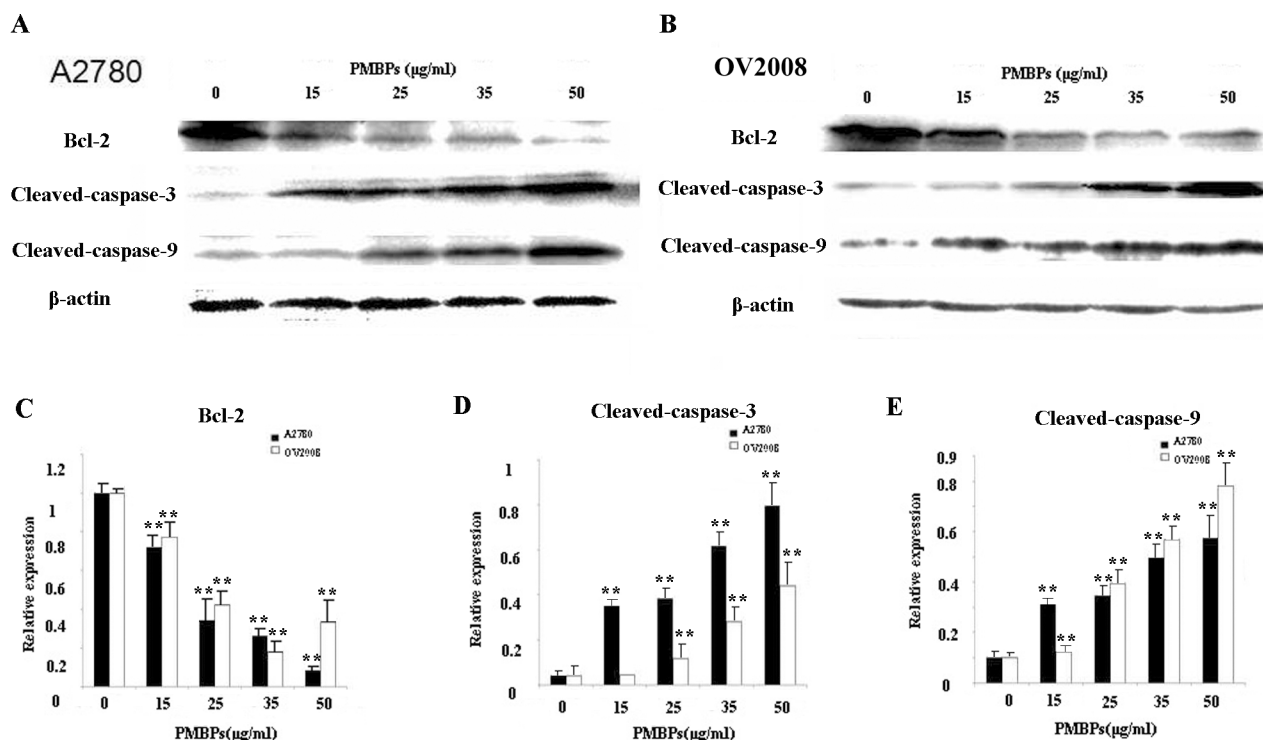 A
A2780
PMBPs (μg/ml)
0 15 25 35 50
Bcl-2
Cleaved-caspase-3
Cleaved-caspase-9
β-actin
B
OV2008
PMBPs (μg/ml)
0 15 25 35 50
Bcl-2
Cleaved-caspase-3
Cleaved-caspase-9
β-actin
C
Bcl-2
A2780
OV2008
Relative expression
1.2
1
0.8
0.6
0.4
0.2
0
** ** ** ** ** ** ** **
0 15 25 35 50
PMBPs(μg/ml)
D
Cleaved-caspase-3
A2780
OV2008
Relative expression
1
0.8
0.6
0.4
0.2
0
** ** ** ** ** ** **
0 15 25 35 50
PMBPs(μg/ml)
E
Cleaved-caspase-9
A2780
OV2008
Relative expression
0.9
0.8
0.6
0.4
0.2
0
** ** ** ** ** ** ** **
0 15 25 35 50
PMBPs(μg/ml)